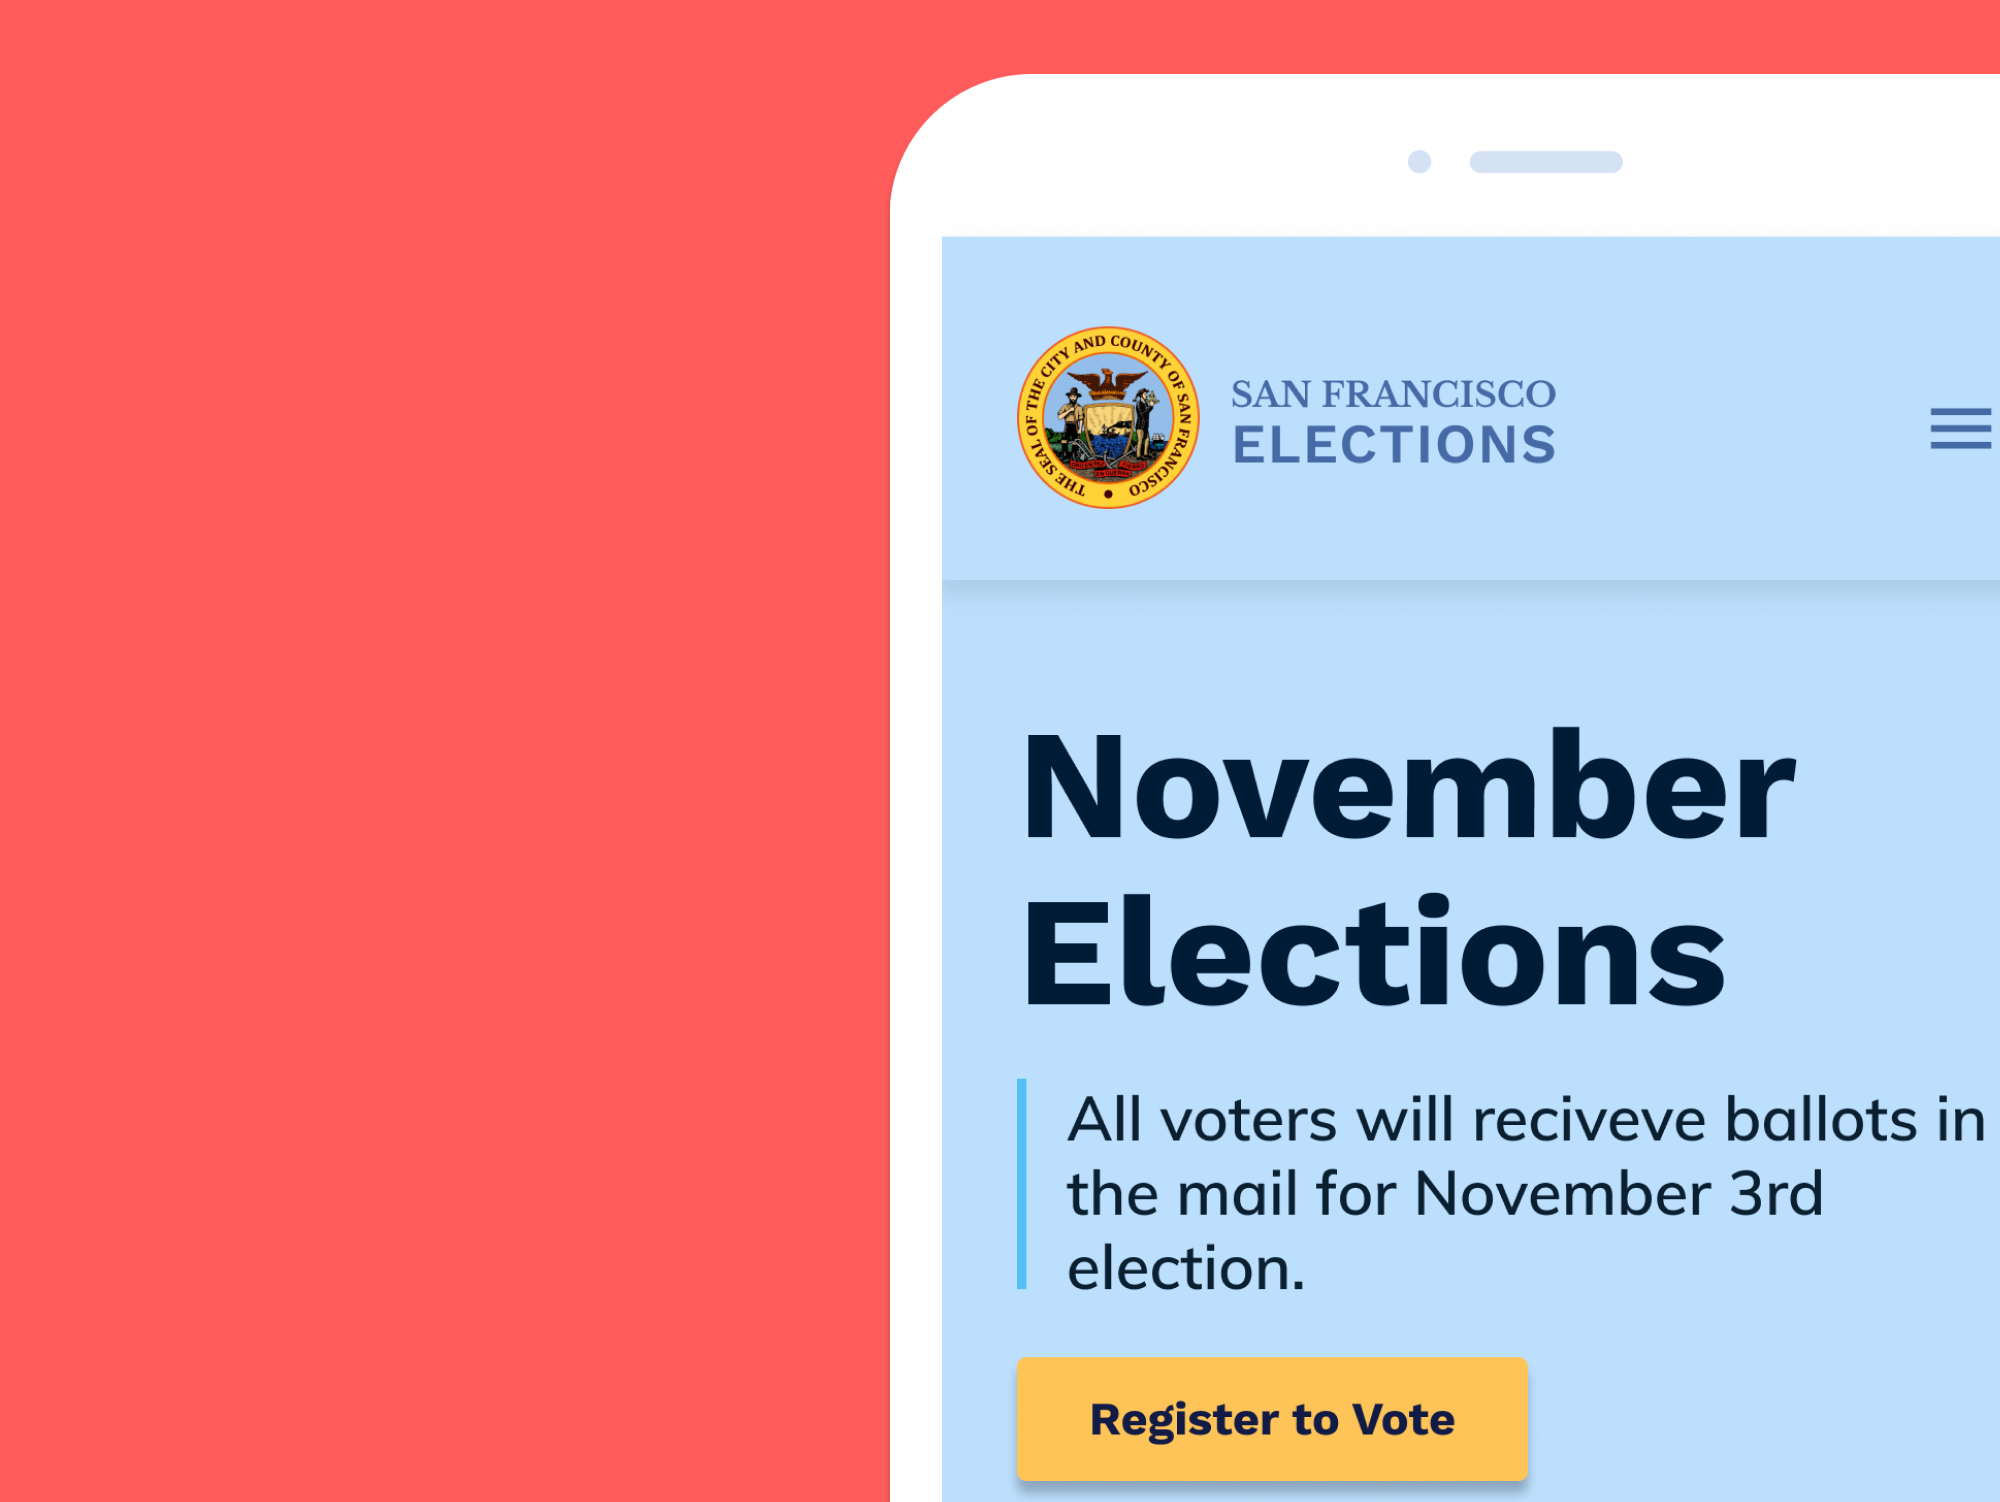 THE SEAL OF THE CITY AND COUNTY OF SAN FRANCISCO
SAN FRANCISCO
ELECTIONS
November
Elections
All voters will reciveve ballots in
the mail for November 3rd
election.
Register to Vote